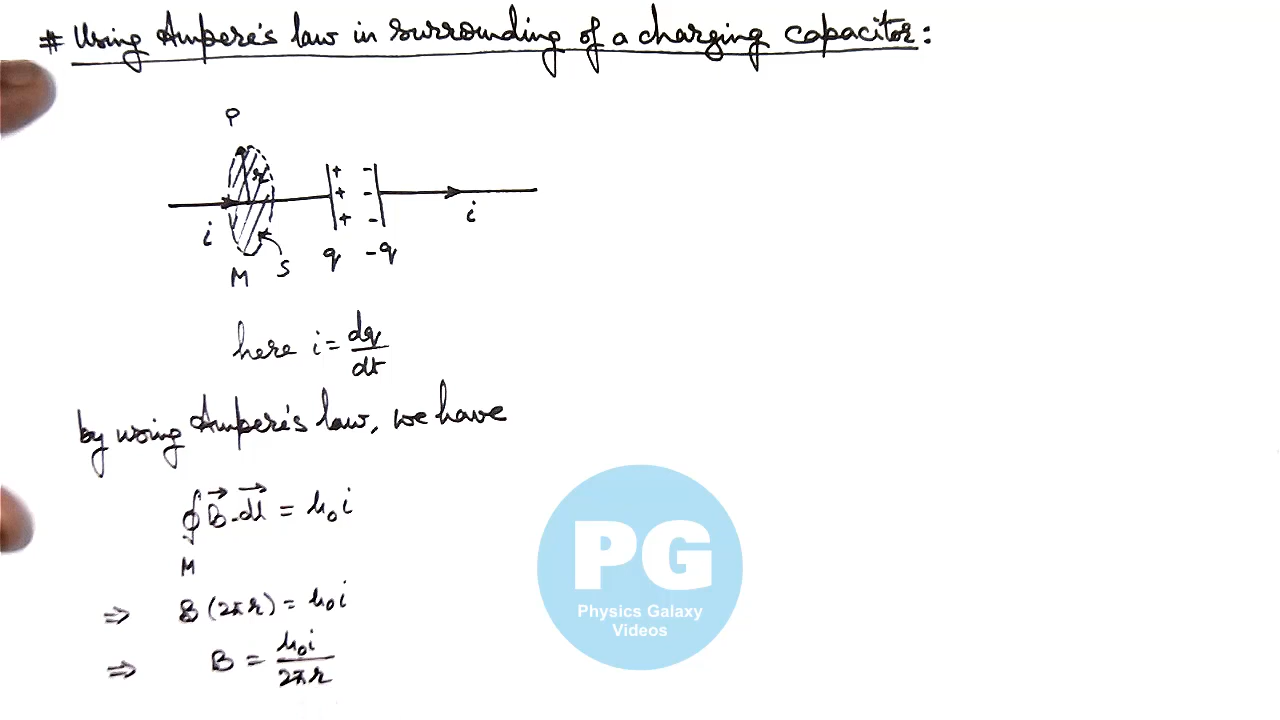 # Using Ampere's law in surrounding of a charging capacitor:
P
r
+ -
+ -
+ -
i
i
S
q -q
M
here i = dq/dt
by using Ampere's law, we have
∮M B⃗.dl⃗ = μ₀i
⇒ B(2πr) = μ₀i
⇒ B = μ₀i/2πr
PG
Physics Galaxy
Videos